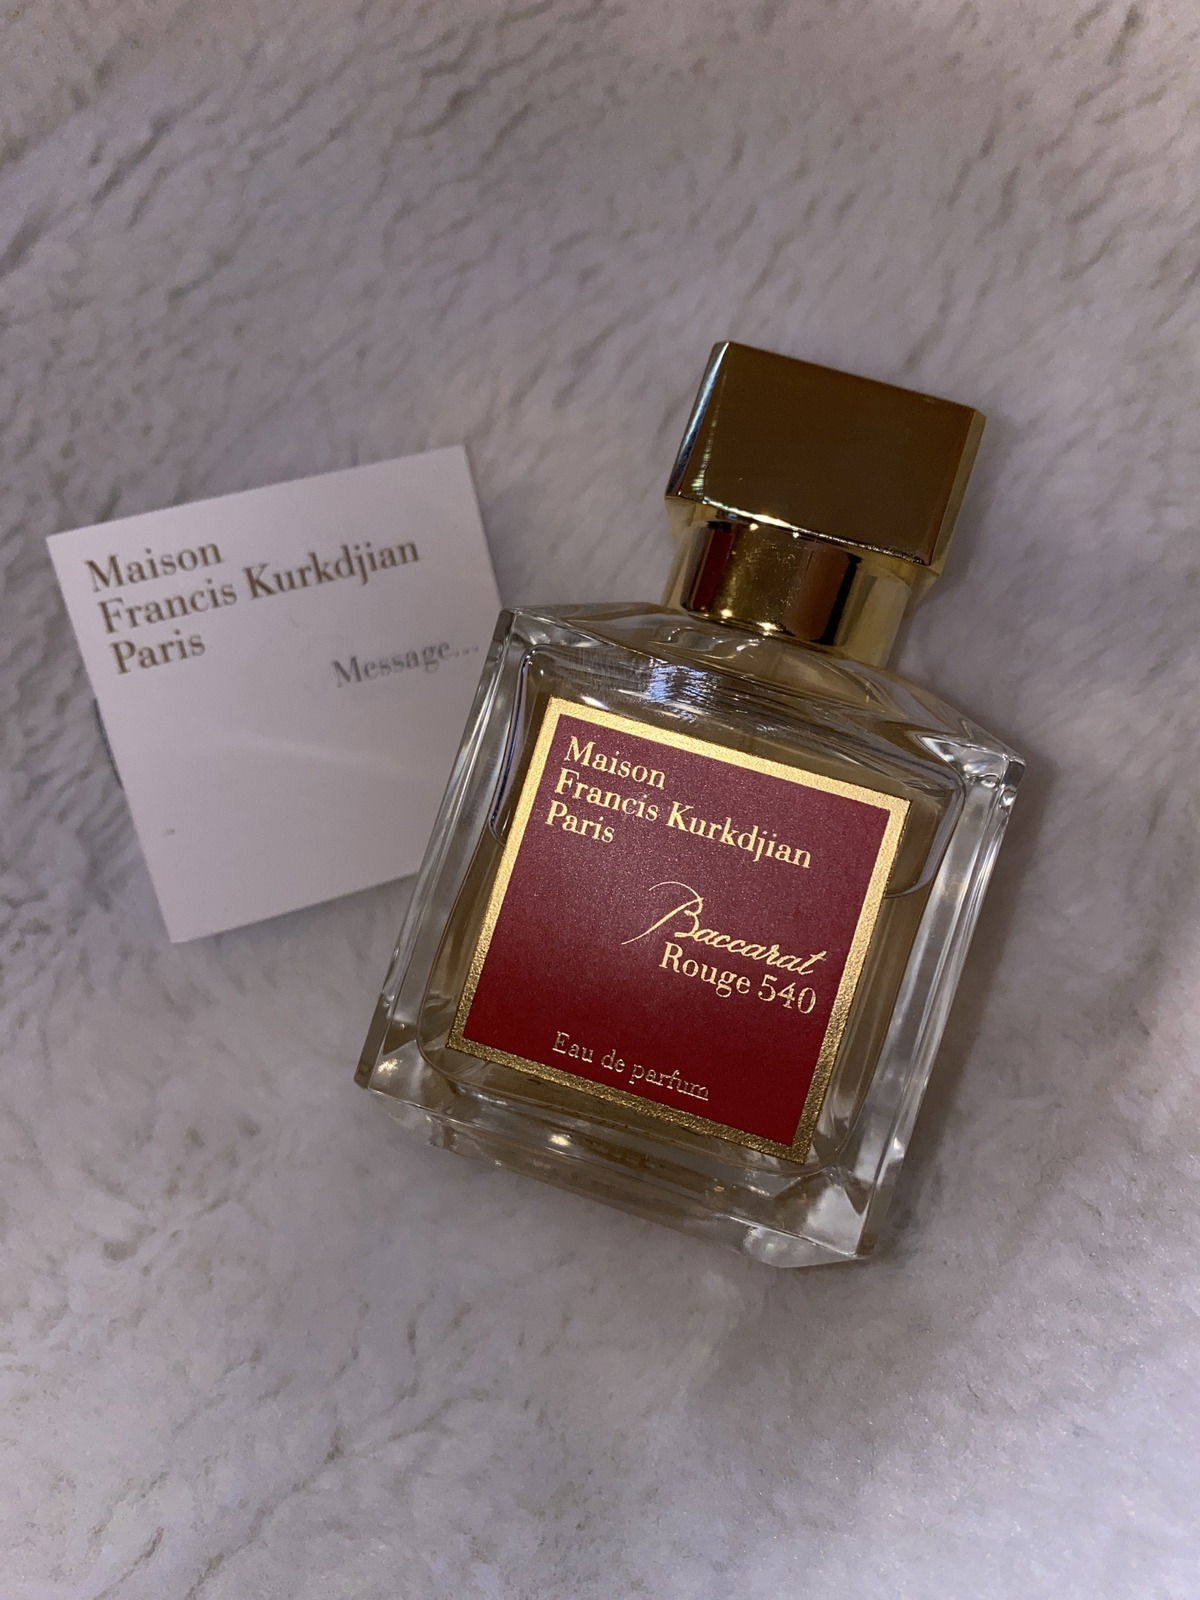 Maison
Francis Kurkdjian
Paris
Message...
Maison
Francis Kurkdjian
Paris
Baccarat
Rouge 540
Eau de parfum